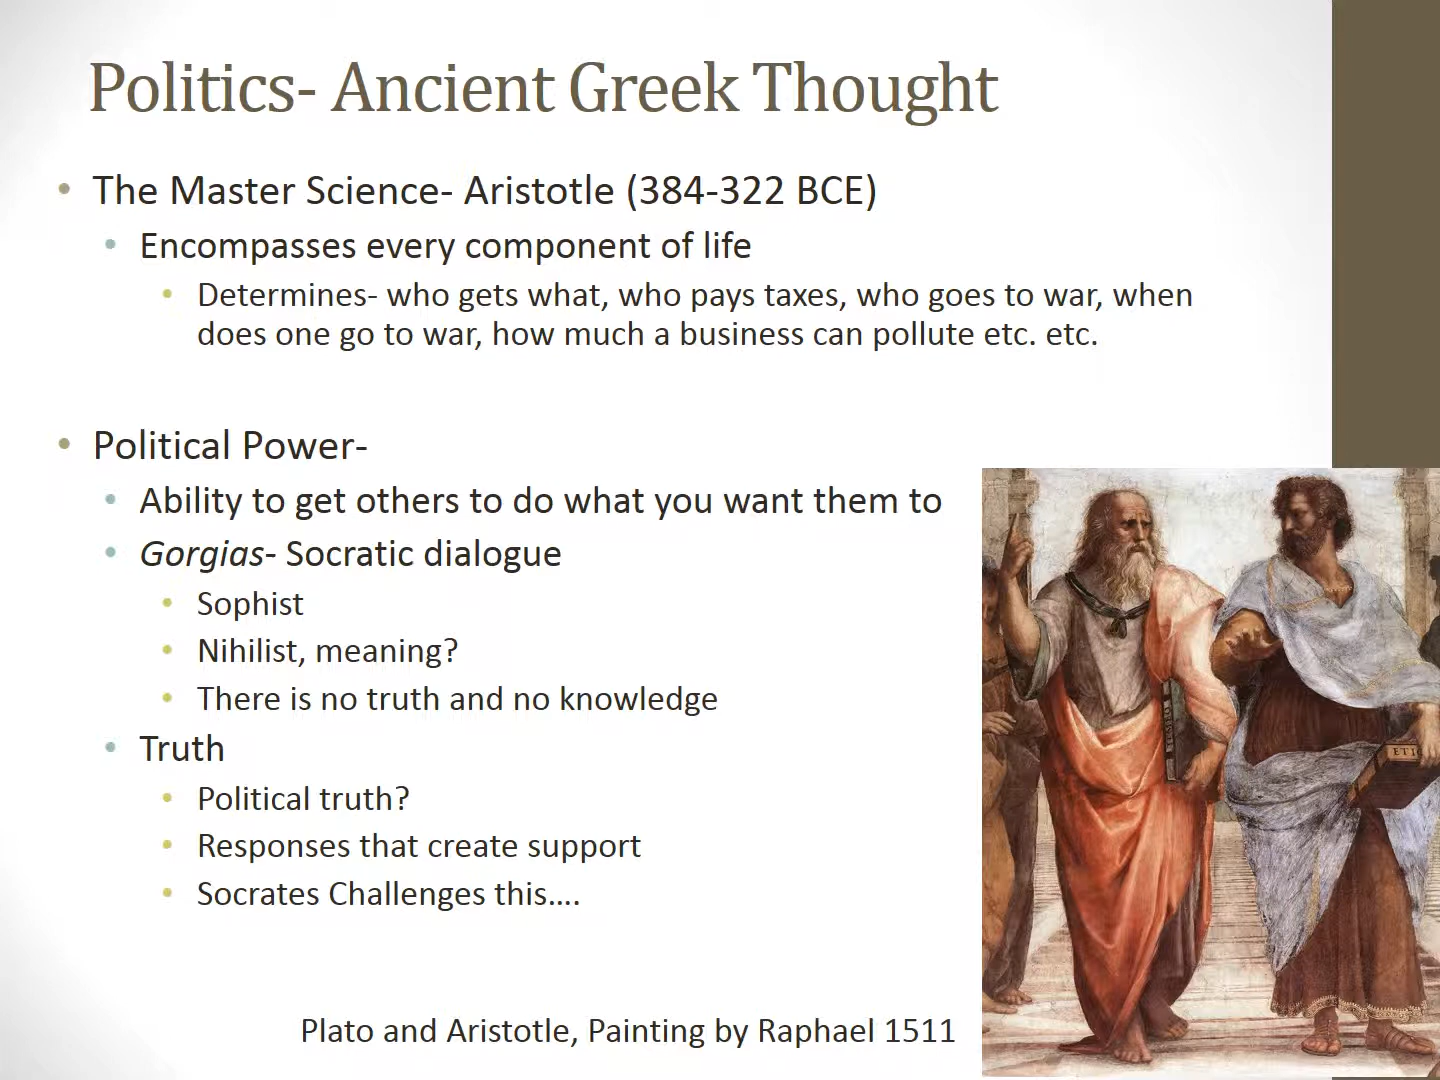 Politics- Ancient Greek Thought
• The Master Science- Aristotle (384-322 BCE)
• Encompasses every component of life
• Determines- who gets what, who pays taxes, who goes to war, when
does one go to war, how much a business can pollute etc. etc.
• Political Power-
• Ability to get others to do what you want them to
• Gorgias- Socratic dialogue
• Sophist
• Nihilist, meaning?
• There is no truth and no knowledge
• Truth
• Political truth?
• Responses that create support
• Socrates Challenges this….
ETIC
Plato and Aristotle, Painting by Raphael 1511